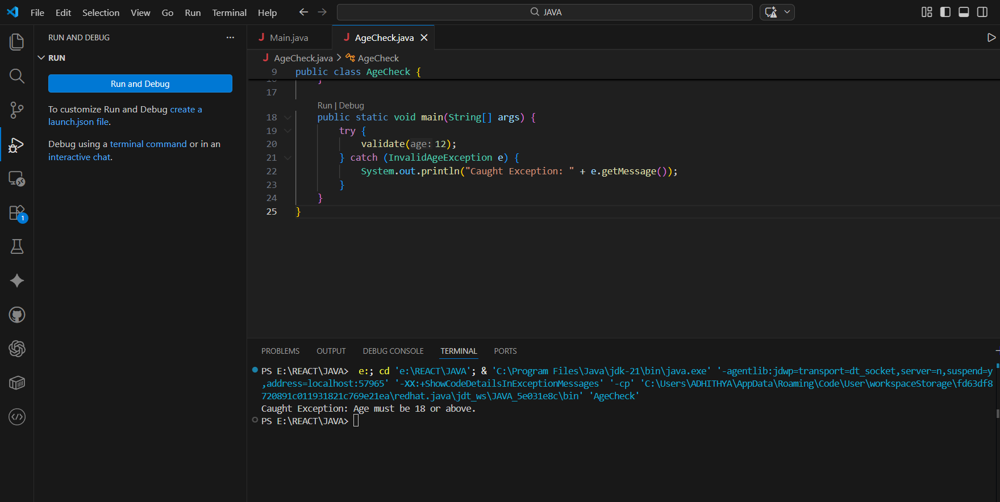 File Edit Selection View Go Run Terminal Help
JAVA
RUN AND DEBUG
RUN
Run and Debug
To customize Run and Debug create a
launch.json file.
Debug using a terminal command or in an
interactive chat.
1
Main.java
AgeCheck.java
AgeCheck.java > AgeCheck
9 public class AgeCheck {
16 }
17
Run | Debug
18 public static void main(String[] args) {
19 try {
20 validate(age: 12);
21 } catch (InvalidAgeException e) {
22 System.out.println("Caught Exception: " + e.getMessage());
23 }
24 }
25 }
PROBLEMS OUTPUT DEBUG CONSOLE TERMINAL PORTS
PS E:\REACT\JAVA> e:; cd 'e:\REACT\JAVA'; & 'C:\Program Files\Java\jdk-21\bin\java.exe' '-agentlib:jdwp=transport=dt_socket,server=n,suspend=y
,address=localhost:57965' '-XX:+ShowCodeDetailsInExceptionMessages' '-cp' 'C:\Users\ADHITHYA\AppData\Roaming\Code\User\workspaceStorage\fd63df8
720891c011931821c769e21ea\redhat.java\jdt_ws\JAVA_5e031e8c\bin' 'AgeCheck'
Caught Exception: Age must be 18 or above.
PS E:\REACT\JAVA>